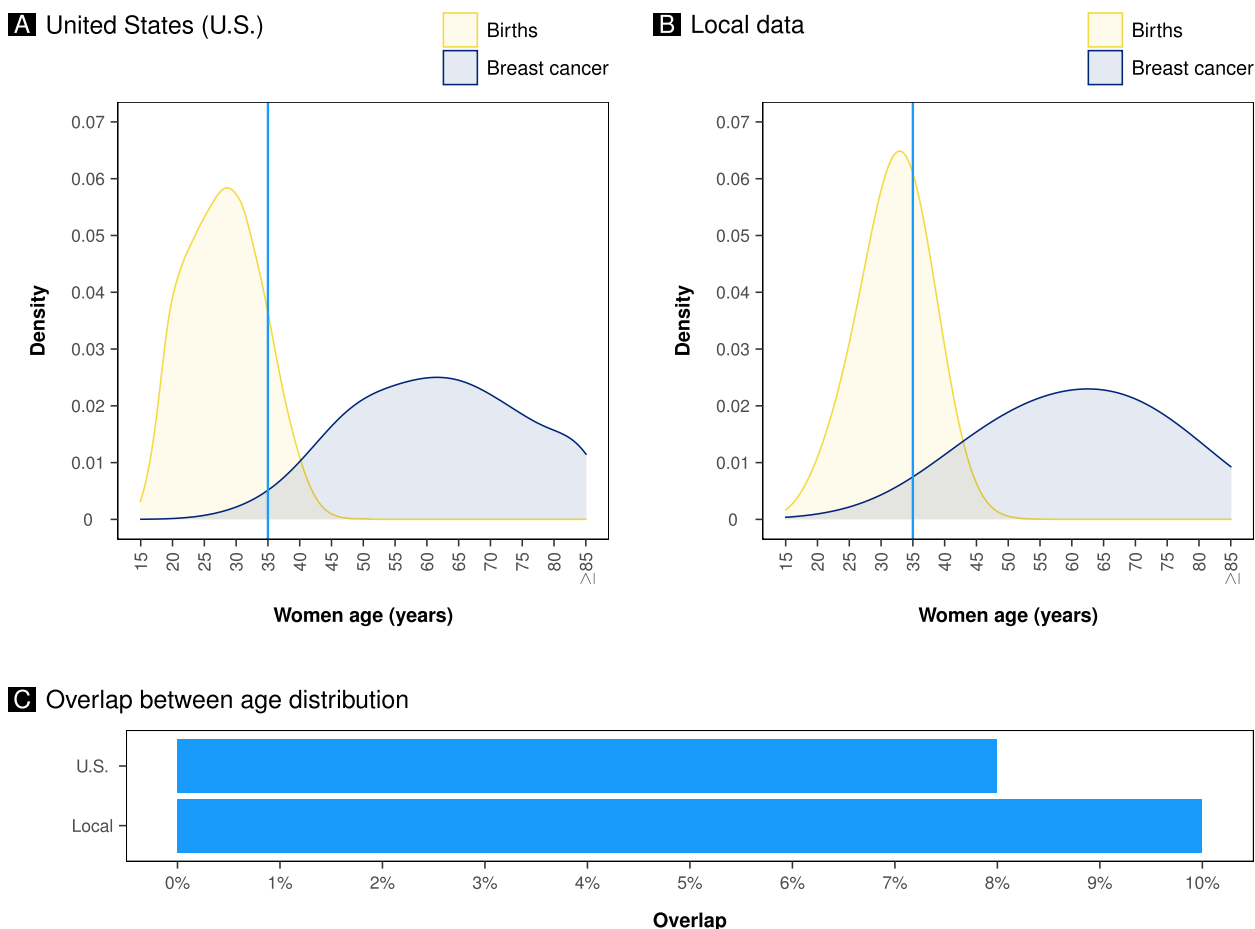 A United States (U.S.)
Births
Breast cancer
0.07
0.06
0.05
0.04
0.03
0.02
0.01
0
Density
15 20 25 30 35 40 45 50 55 60 65 70 75 80 ≥85
Women age (years)
B Local data
Births
Breast cancer
0.07
0.06
0.05
0.04
0.03
0.02
0.01
0
Density
15 20 25 30 35 40 45 50 55 60 65 70 75 80 ≥85
Women age (years)
C Overlap between age distribution
U.S.
Local
0% 1% 2% 3% 4% 5% 6% 7% 8% 9% 10%
Overlap